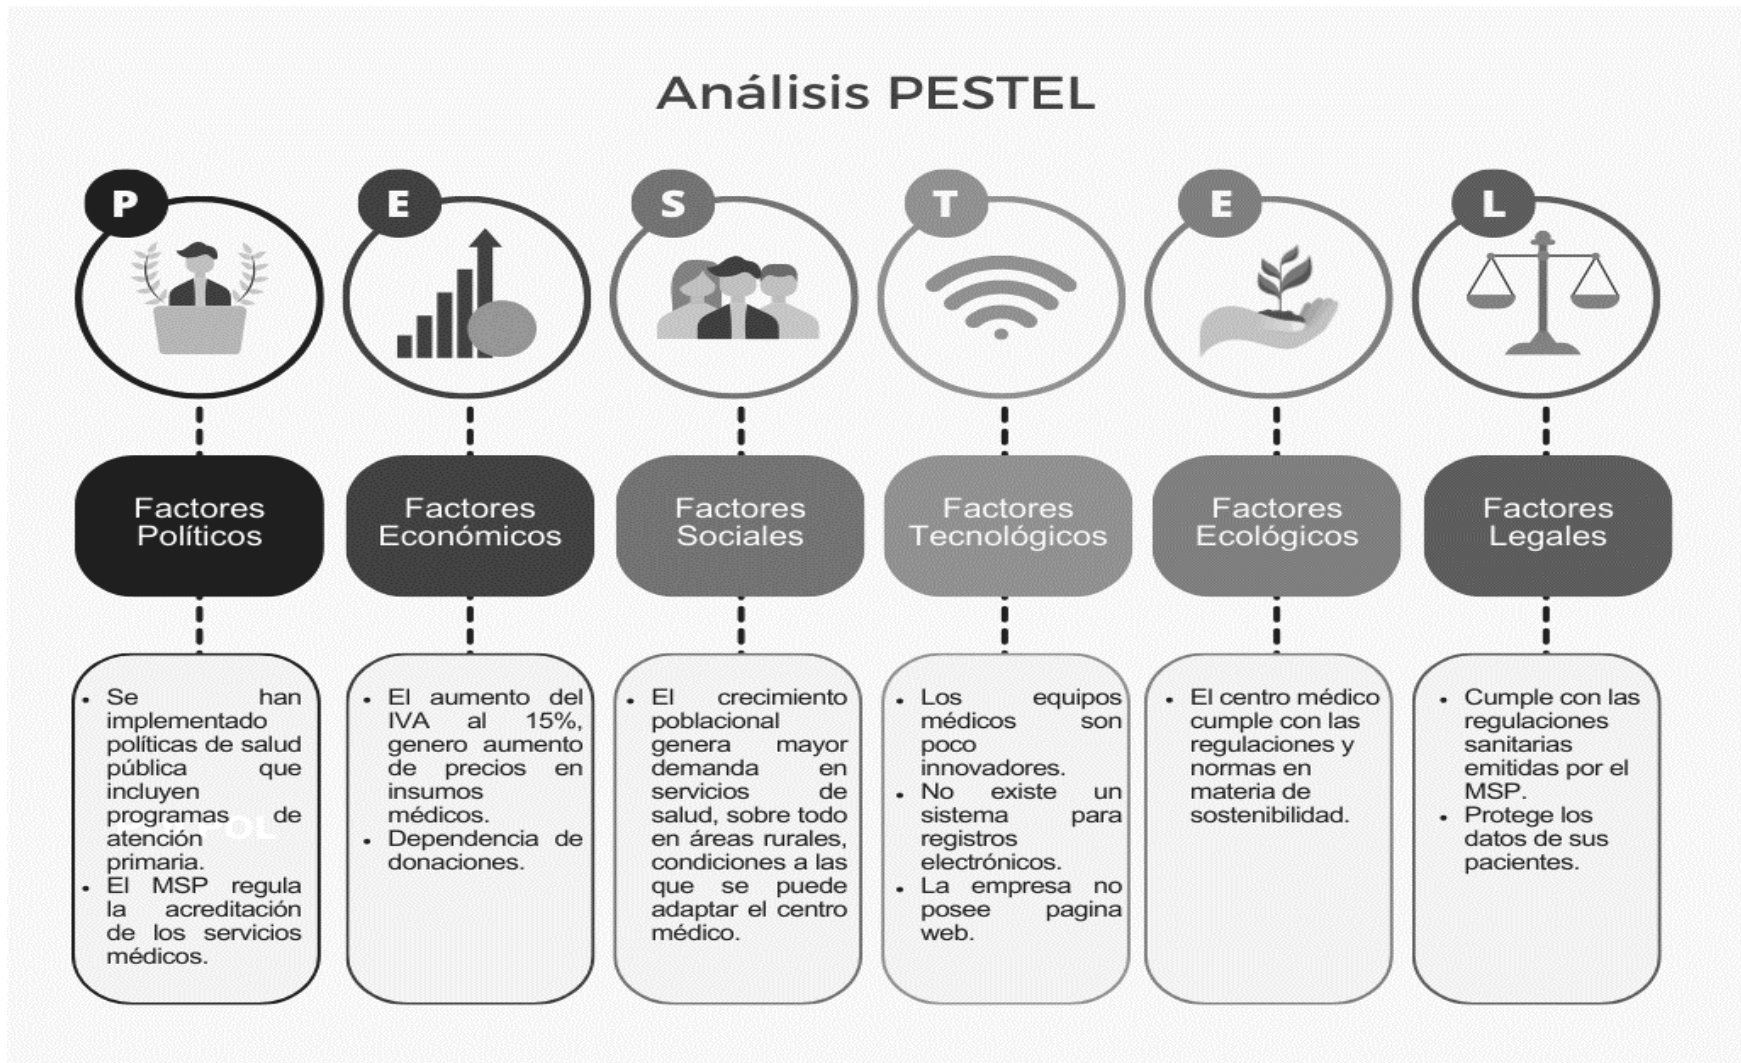 Análisis PESTEL
P
E
S
T
E
L
Factores
Políticos
Factores
Económicos
Factores
Sociales
Factores
Tecnológicos
Factores
Ecológicos
Factores
Legales
• Se han
implementado
políticas de salud
pública que
incluyen
programas de
atención
primaria.
• El MSP regula
la acreditación
de los servicios
médicos.
• El aumento del
IVA al 15%,
genero aumento
de precios en
insumos
médicos.
• Dependencia de
donaciones.
• El crecimiento
poblacional
genera mayor
demanda en
servicios de
salud, sobre todo
en áreas rurales,
condiciones a las
que se puede
adaptar el centro
médico.
• Los equipos
médicos son
poco
innovadores.
• No existe un
sistema para
registros
electrónicos.
• La empresa no
posee pagina
web.
• El centro médico
cumple con las
regulaciones y
normas en
materia de
sostenibilidad.
• Cumple con las
regulaciones
sanitarias
emitidas por el
MSP.
• Protege los
datos de sus
pacientes.